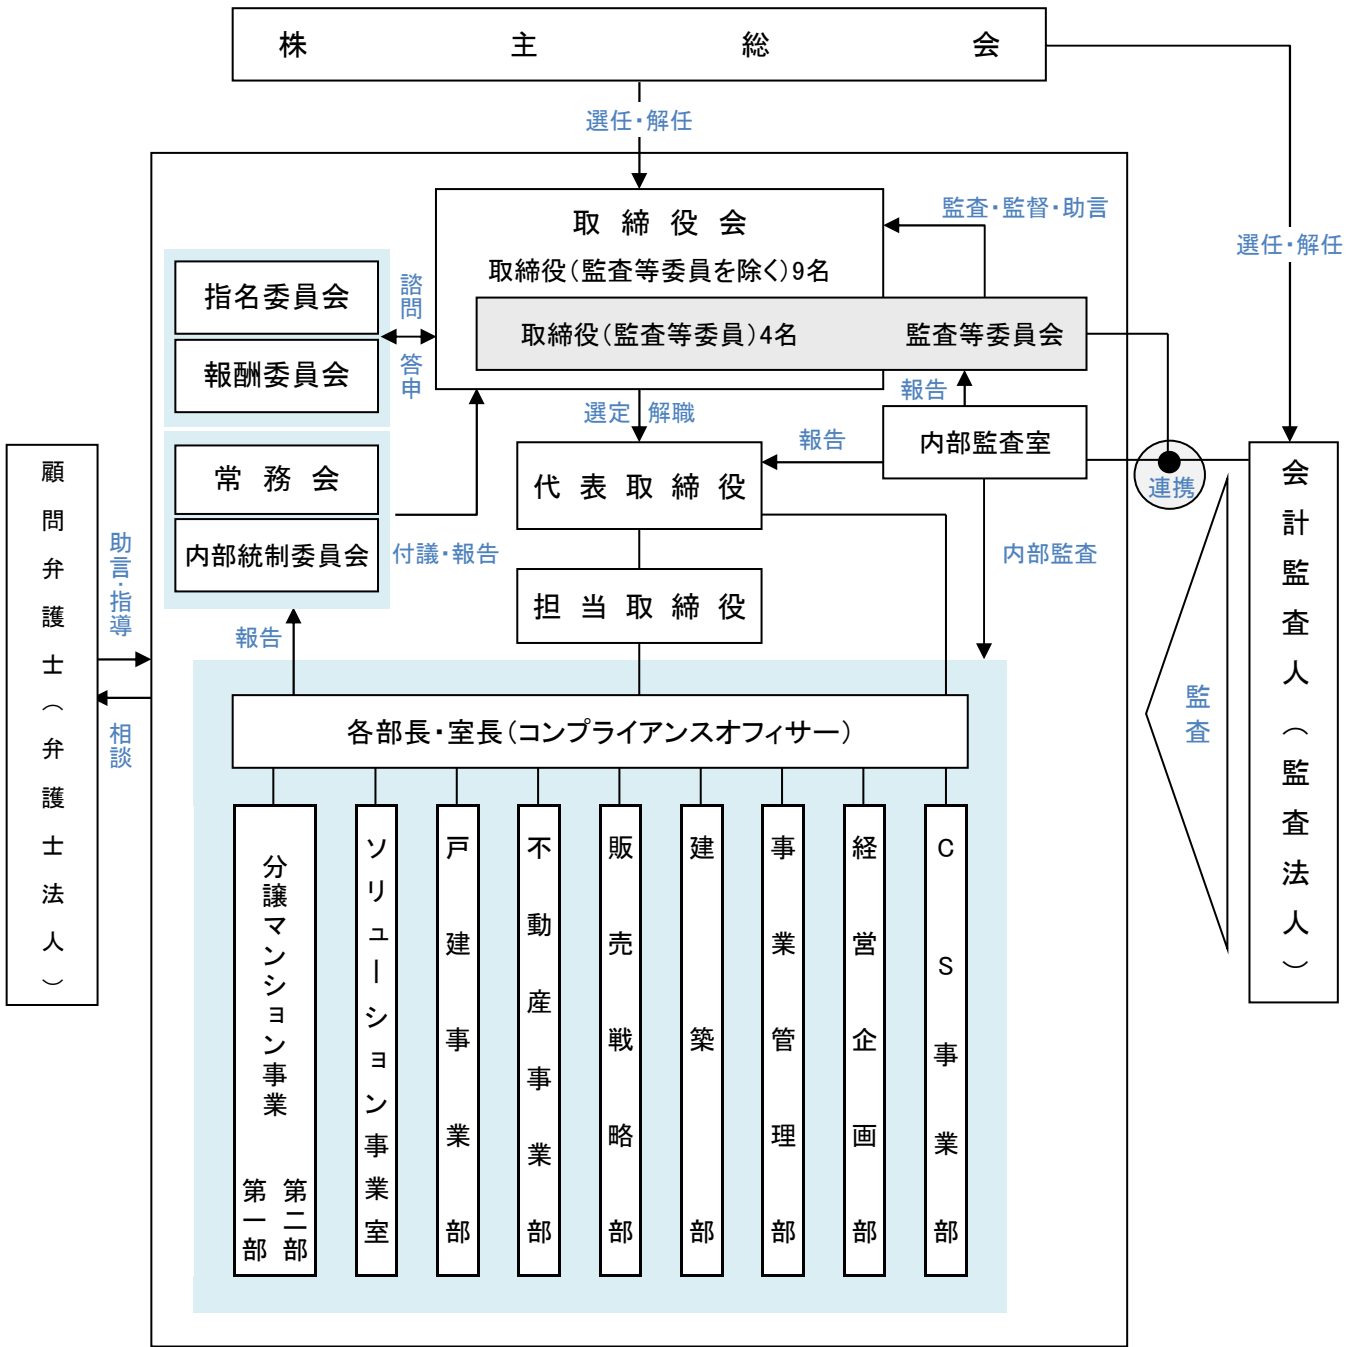 株主総会
選任・解任
選任・解任
取締役会
取締役(監査等委員を除く)9名
取締役(監査等委員)4名
監査等委員会
監査・監督・助言
指名委員会
報酬委員会
諮問
答申
選定
解職
報告
報告
内部監査室
代表取締役
常務会
内部統制委員会
付議・報告
内部監査
連携
担当取締役
報告
顧問弁護士(弁護士法人)
助言・指導
相談
会計監査人(監査法人)
監査
各部長・室長(コンプライアンスオフィサー)
分譲マンション事業
第一部
第二部
ソリューション事業室
戸建事業部
不動産事業部
販売戦略部
建築部
事業管理部
経営企画部
CS事業部